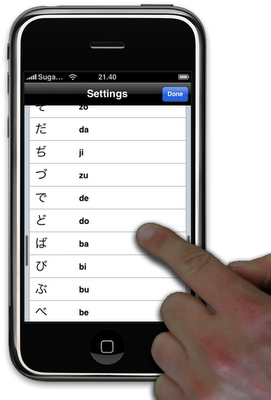 Suga... 21.40
Settings Done
ぞ zo
だ da
ぢ ji
づ zu
で de
ど do
ば ba
び bi
ぶ bu
べ be